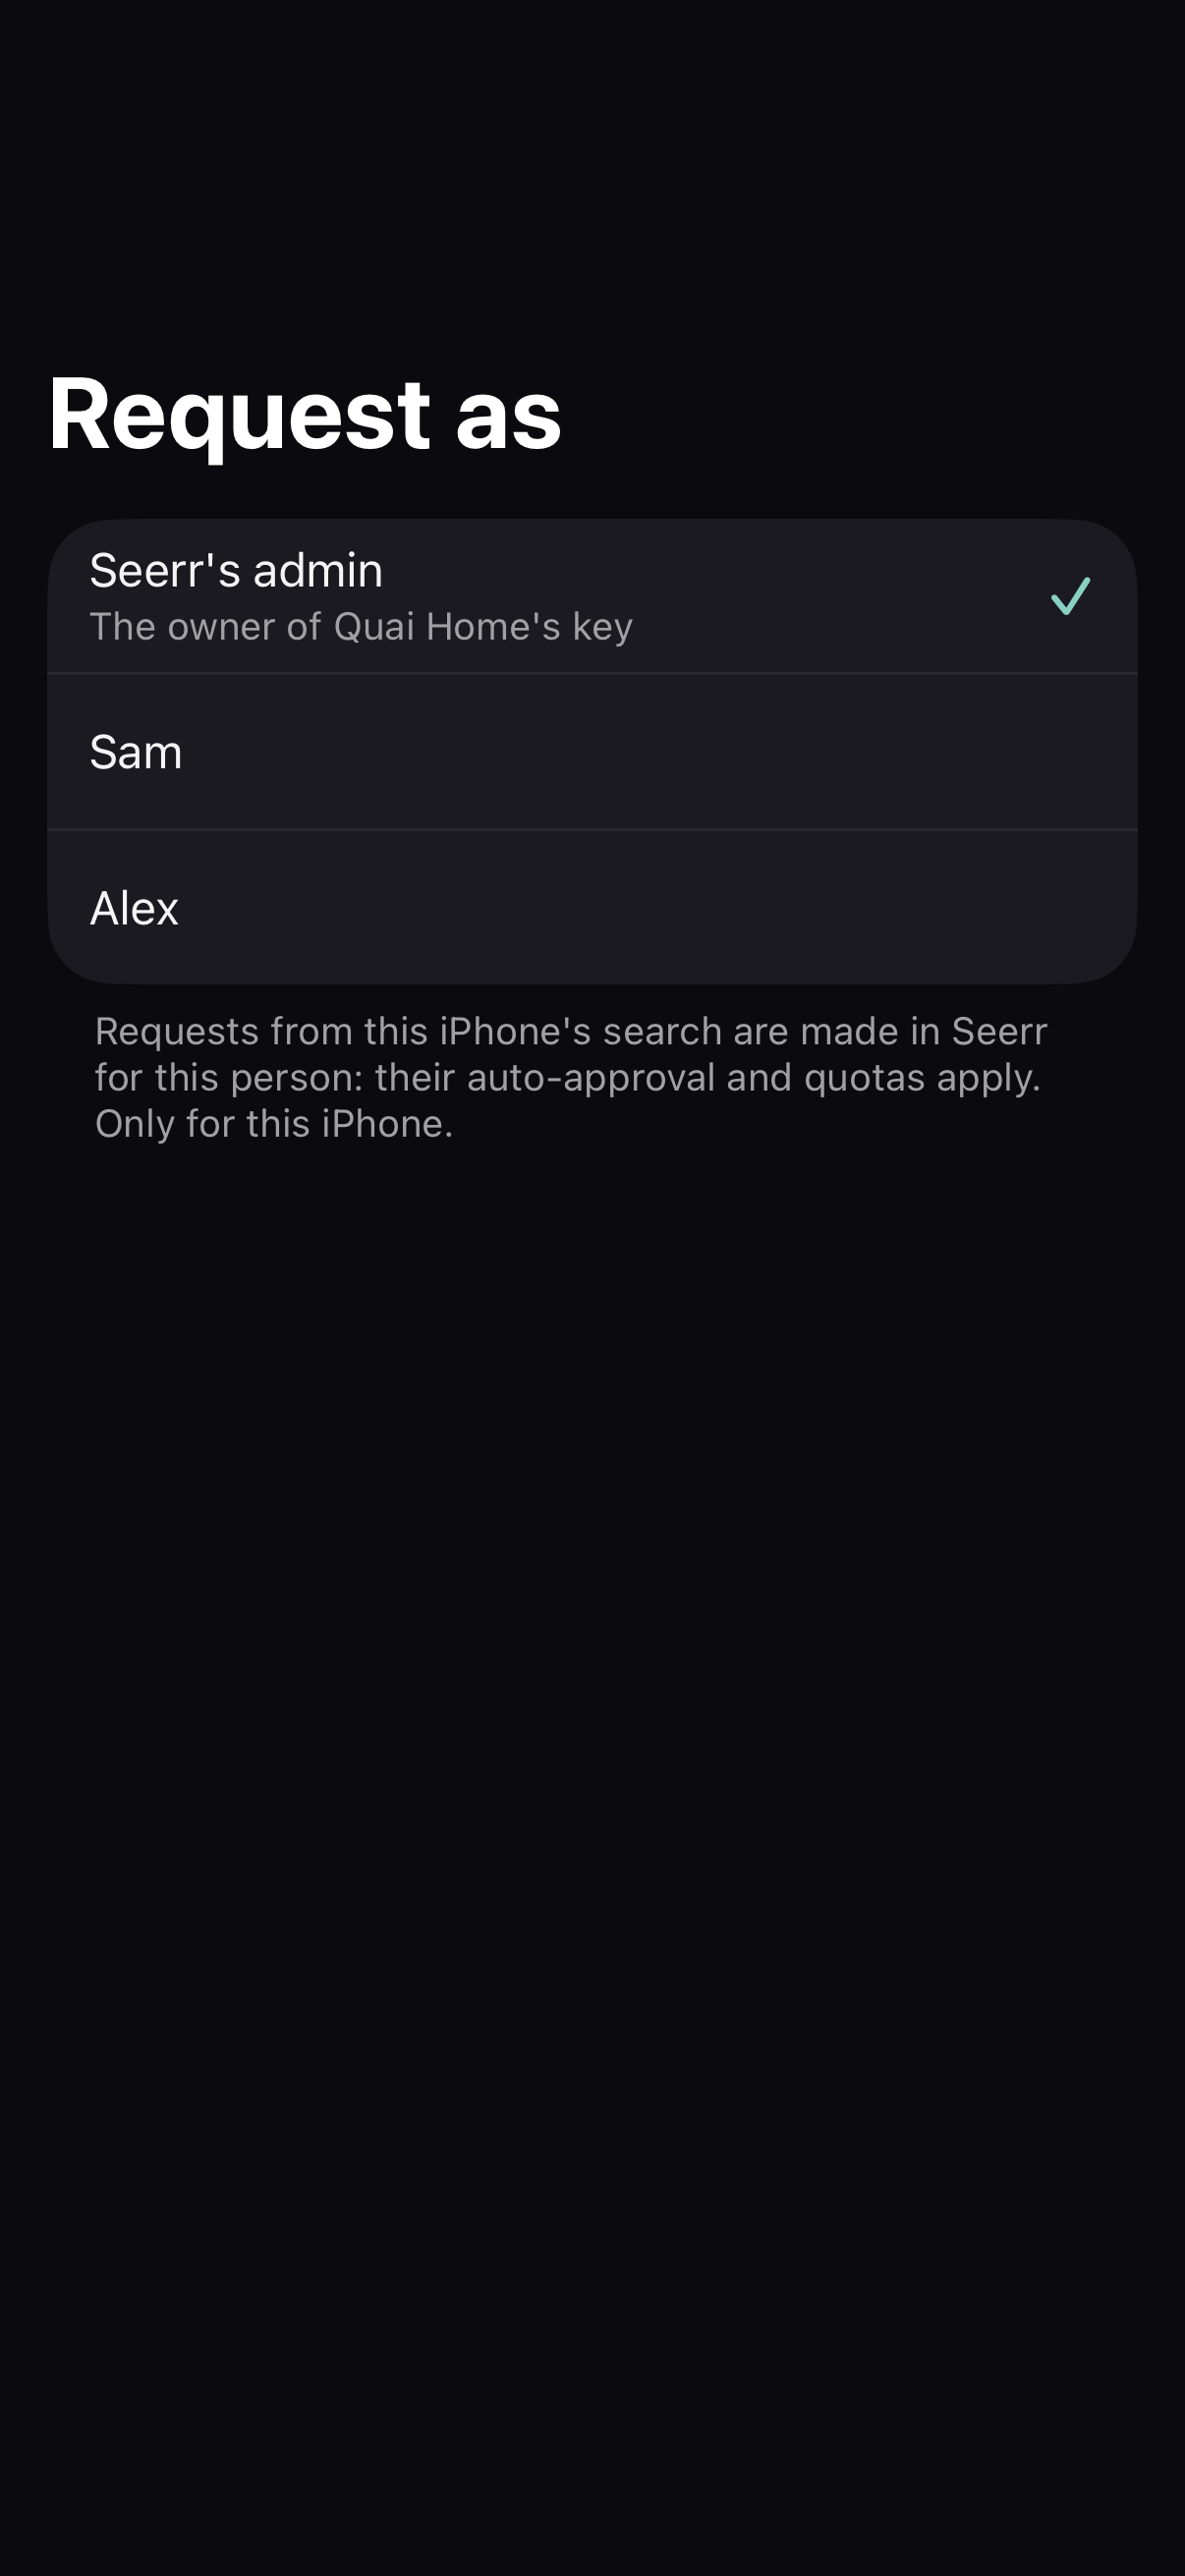 Request as
Seerr's admin
The owner of Quai Home's key
Sam
Alex
Requests from this iPhone's search are made in Seerr
for this person: their auto-approval and quotas apply.
Only for this iPhone.